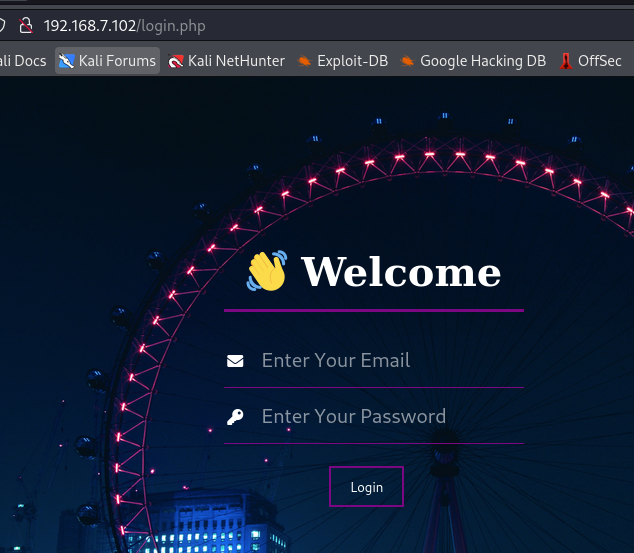 192.168.7.102/login.php
ali Docs Kali Forums Kali NetHunter Exploit-DB Google Hacking DB OffSec
👋 Welcome
Enter Your Email
Enter Your Password
Login